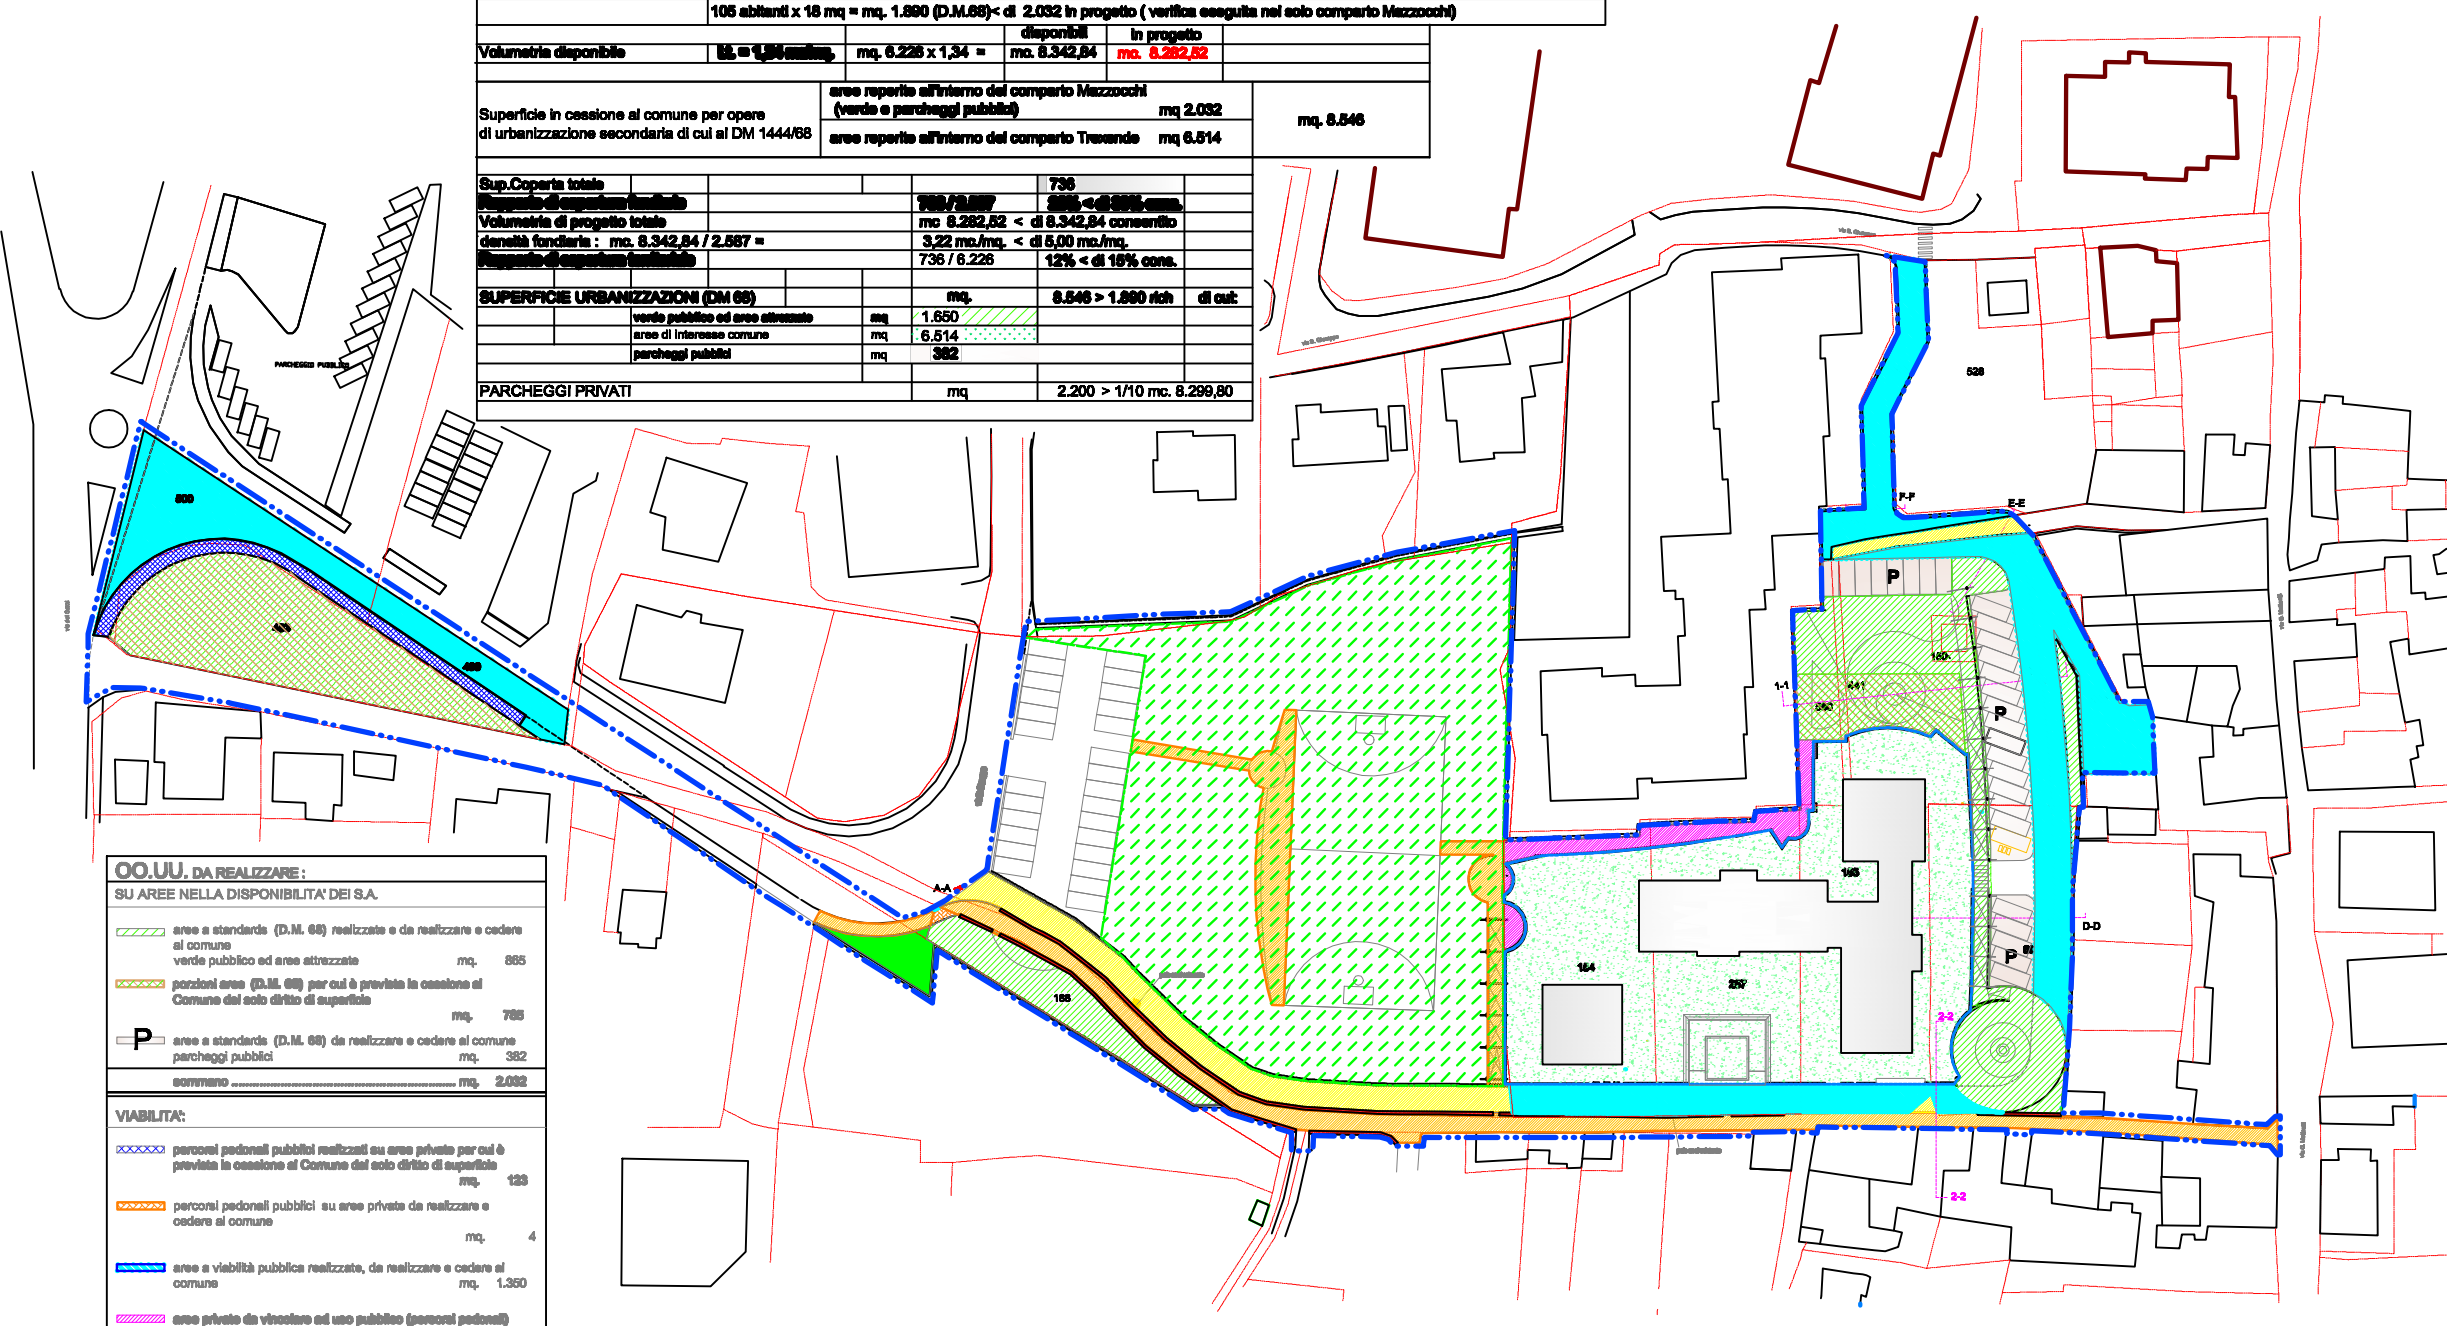 105 abitanti x 18 mq = mq. 1.890 (D.M.68)< di 2.032 in progetto ( verifica eseguita nel solo comparto Mazzocchi)
disponibili in progetto
Volumetria disponibile mq. 6.226 x 1,34 = mc. 8.342,84 mc. 8.282,52
aree reperite all'interno del comparto Mazzocchi
(verde e parcheggi pubblici) mq 2.032
Superficie in cessione al comune per opere
di urbanizzazione secondaria di cui al DM 1444/68
mq. 8.546
aree reperite all'interno del comparto Trexende mq 6.514
Sup.Coperta totale 736
Volumetria di progetto totale mc 8.282,52 < di 8.342,84 consentito
densità fondiaria : mc. 8.342,84 / 2.587 = 3,22 mc./mq. < di 5,00 mc./mq.
736 / 6.226 12% < di 15% cons.
SUPERFICIE URBANIZZAZIONI (DM 68) mq. 8.546 > 1.890 rich di cui:
verde pubblico ed aree attrezzate mq 1.650
aree di interesse comune mq 6.514
parcheggi pubblici mq 382
PARCHEGGI PRIVATI mq 2.200 > 1/10 mc. 8.299,80
PARCHEGGIO PUBBLICO
528
F-F
E-E
P
1-1
P
A-A
D-D
P
184
188
2-2
2-2
OO.UU. DA REALIZZARE :
SU AREE NELLA DISPONIBILITA' DEI S.A.
aree a standards (D.M. 68) realizzate e da realizzare e cedere
al comune
verde pubblico ed aree attrezzate mq. 865
porzioni aree (D.M. 68) per cui è prevista la cessione al
Comune del solo diritto di superficie
mq. 785
P aree a standards (D.M. 68) da realizzare e cedere al comune
parcheggi pubblici mq. 382
sommano ........ mq. 2.032
VIABILITA':
percorsi pedonali pubblici realizzati su aree private per cui è
prevista la cessione al Comune del solo diritto di superficie
mq. 123
percorsi pedonali pubblici su aree private da realizzare e
cedere al comune
mq. 4
aree a viabilità pubblica realizzate, da realizzare e cedere al
comune mq. 1.350
aree private da vincolare ad uso pubblico (percorsi pedonali)